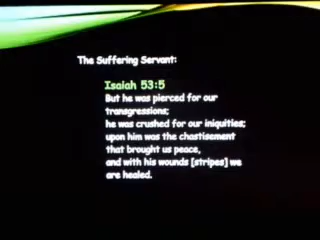 The Suffering Servant:
Isaiah 53:5
But he was pierced for our
transgressions;
he was crushed for our iniquities;
upon him was the chastisement
that brought us peace,
and with his wounds [stripes] we
are healed.